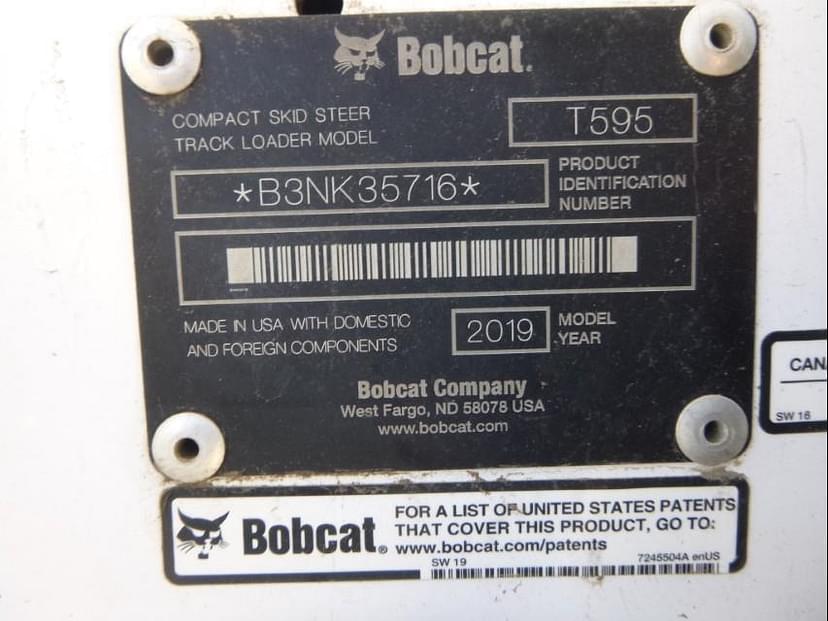 Bobcat.
COMPACT SKID STEER
TRACK LOADER MODEL
T595
*B3NK35716*
PRODUCT
IDENTIFICATION
NUMBER
MADE IN USA WITH DOMESTIC
AND FOREIGN COMPONENTS
2019
MODEL
YEAR
Bobcat Company
West Fargo, ND 58078 USA
www.bobcat.com
CAN
SW 16
Bobcat®
FOR A LIST OF UNITED STATES PATENTS
THAT COVER THIS PRODUCT, GO TO:
www.bobcat.com/patents
SW 19
7245504A enUS